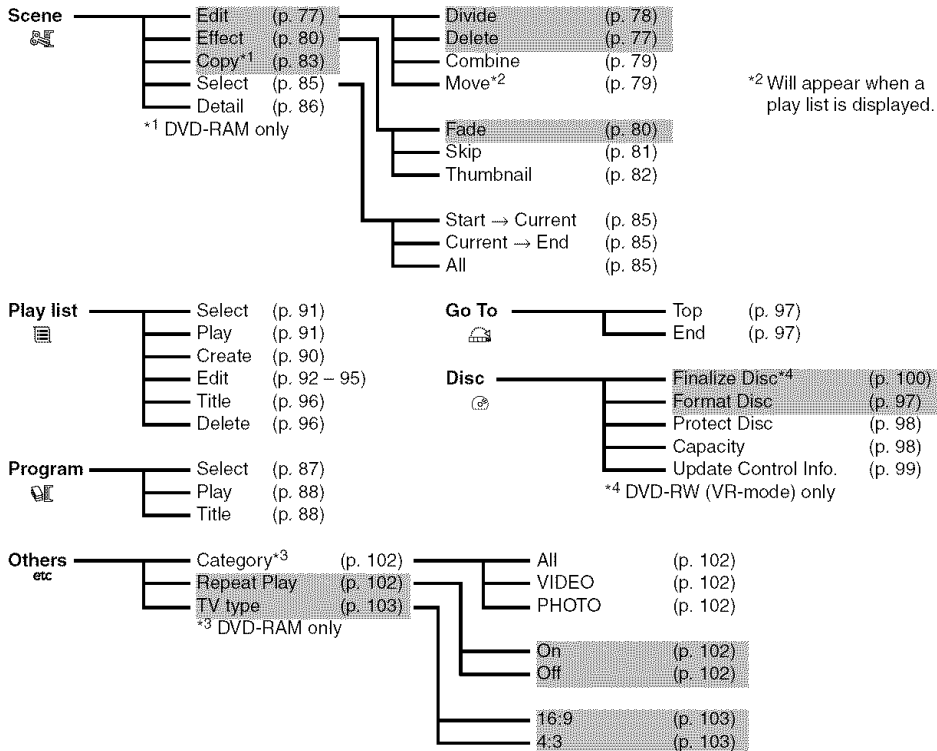 Scene
Edit (p. 77)
Effect (p. 80)
Copy*1 (p. 83)
Select (p. 85)
Detail (p. 86)
*1 DVD-RAM only
Divide (p. 78)
Delete (p. 77)
Combine (p. 79)
Move*2 (p. 79)
*2 Will appear when a
play list is displayed.
Fade (p. 80)
Skip (p. 81)
Thumbnail (p. 82)
Start → Current (p. 85)
Current → End (p. 85)
All (p. 85)
Play list
Select (p. 91)
Play (p. 91)
Create (p. 90)
Edit (p. 92 – 95)
Title (p. 96)
Delete (p. 96)
Go To
Top (p. 97)
End (p. 97)
Disc
Finalize Disc*4 (p. 100)
Format Disc (p. 97)
Protect Disc (p. 98)
Capacity (p. 98)
Update Control Info. (p. 99)
*4 DVD-RW (VR-mode) only
Program
Select (p. 87)
Play (p. 88)
Title (p. 88)
Others
etc
Category*3 (p. 102)
Repeat Play (p. 102)
TV type (p. 103)
*3 DVD-RAM only
All (p. 102)
VIDEO (p. 102)
PHOTO (p. 102)
On (p. 102)
Off (p. 102)
16:9 (p. 103)
4:3 (p. 103)